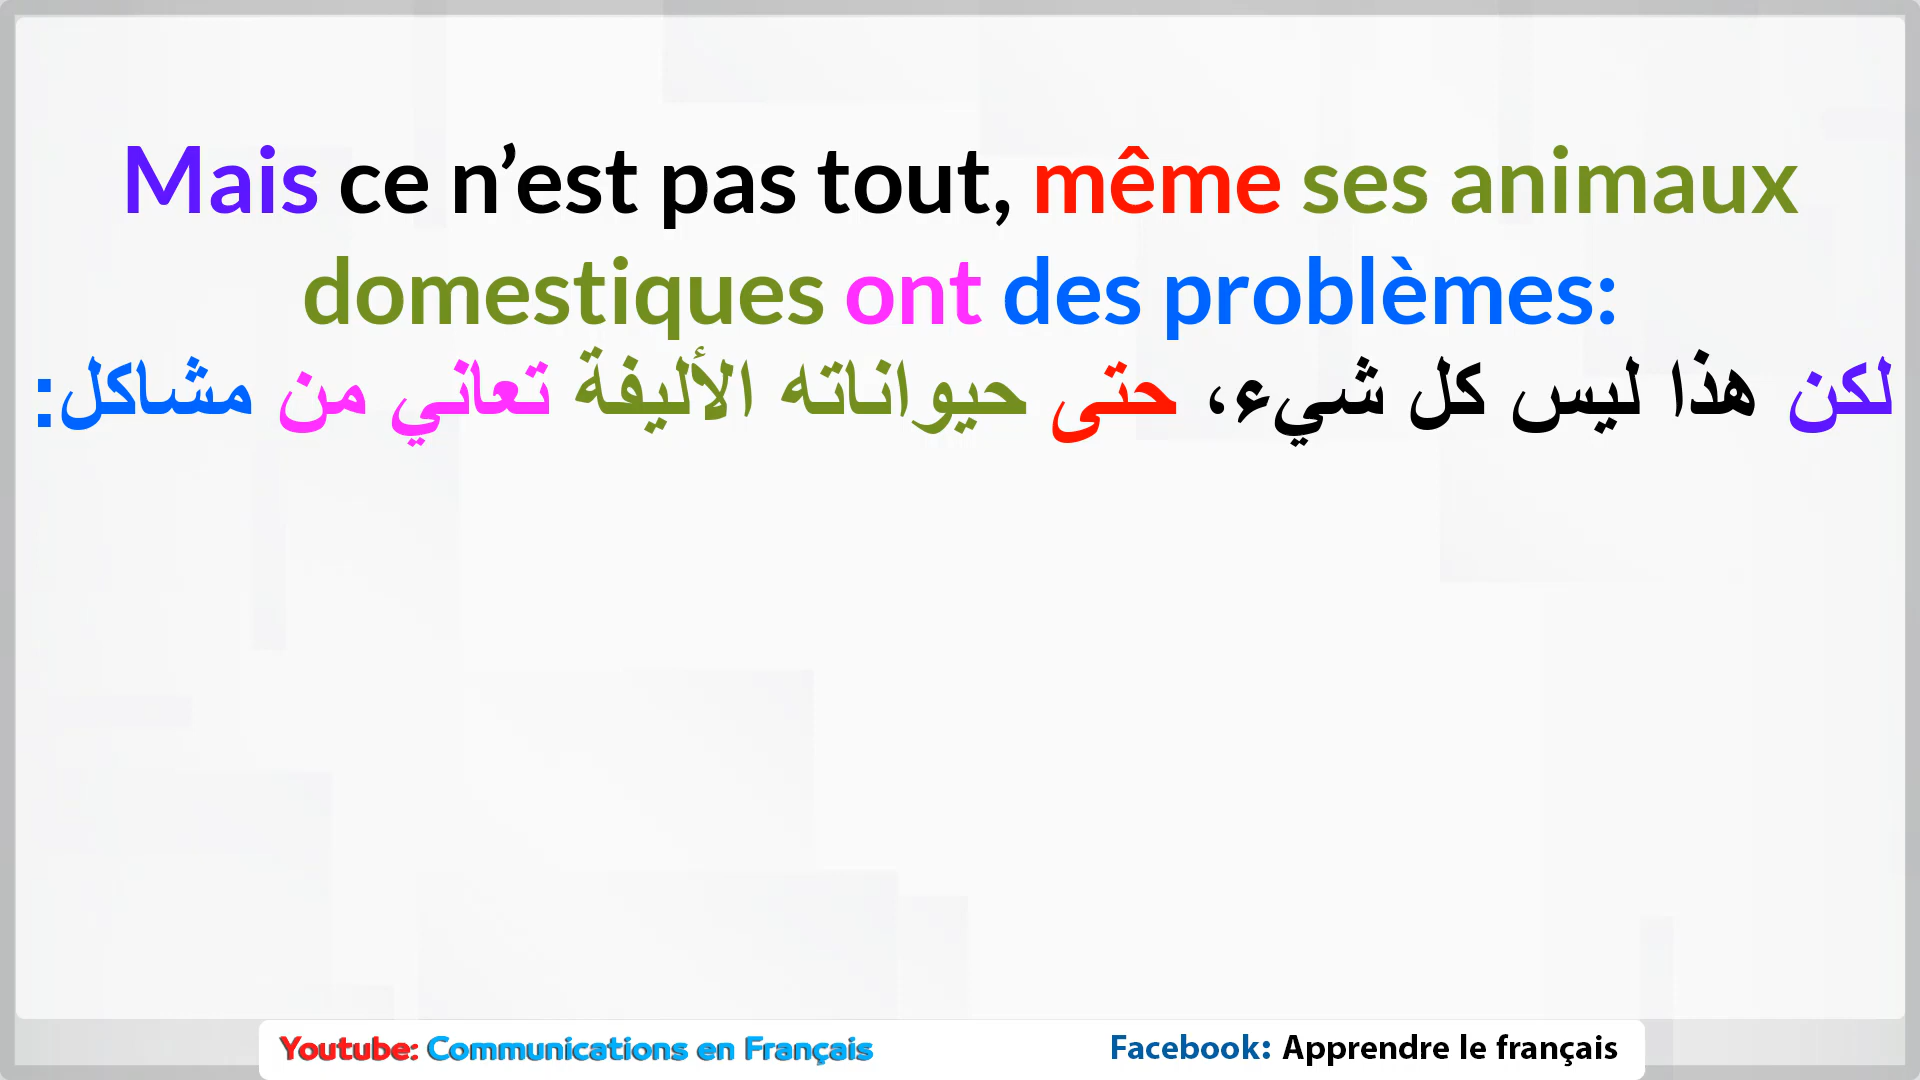 Mais ce n’est pas tout, même ses animaux
domestiques ont des problèmes:
لكن هذا ليس كل شيء، حتى حيواناته الأليفة تعاني من مشاكل:
Youtube: Communications en Français
Facebook: Apprendre le français